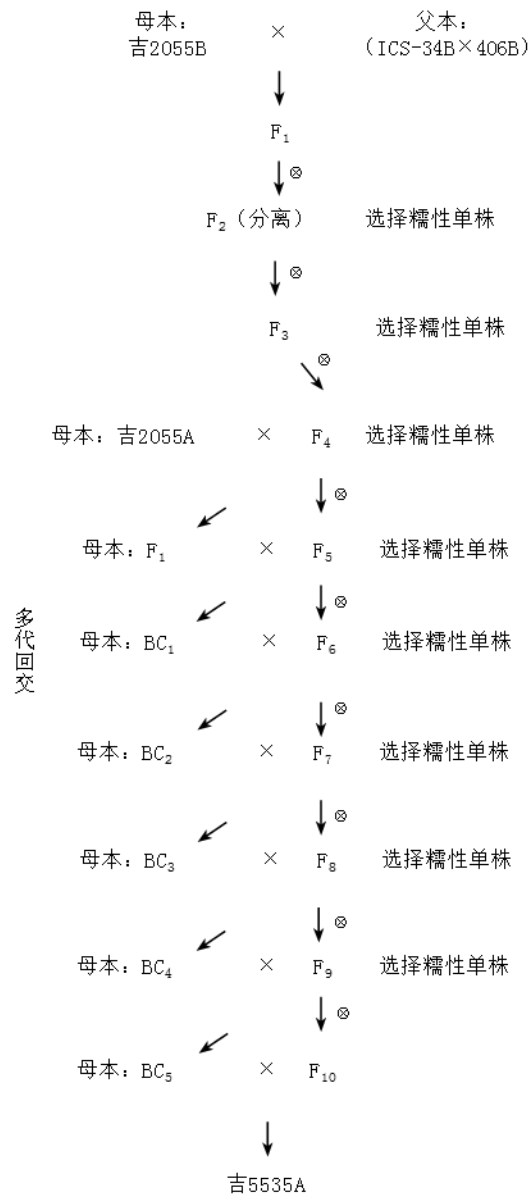 母本： 父本：
吉2055B × （ICS-34B×406B）
F₁
⊗
F₂（分离） 选择糯性单株
⊗
F₃ 选择糯性单株
⊗
母本：吉2055A × F₄ 选择糯性单株
⊗
母本：F₁ × F₅ 选择糯性单株
⊗
多代回交
母本：BC₁ × F₆ 选择糯性单株
⊗
母本：BC₂ × F₇ 选择糯性单株
⊗
母本：BC₃ × F₈ 选择糯性单株
⊗
母本：BC₄ × F₉ 选择糯性单株
⊗
母本：BC₅ × F₁₀
吉5535A